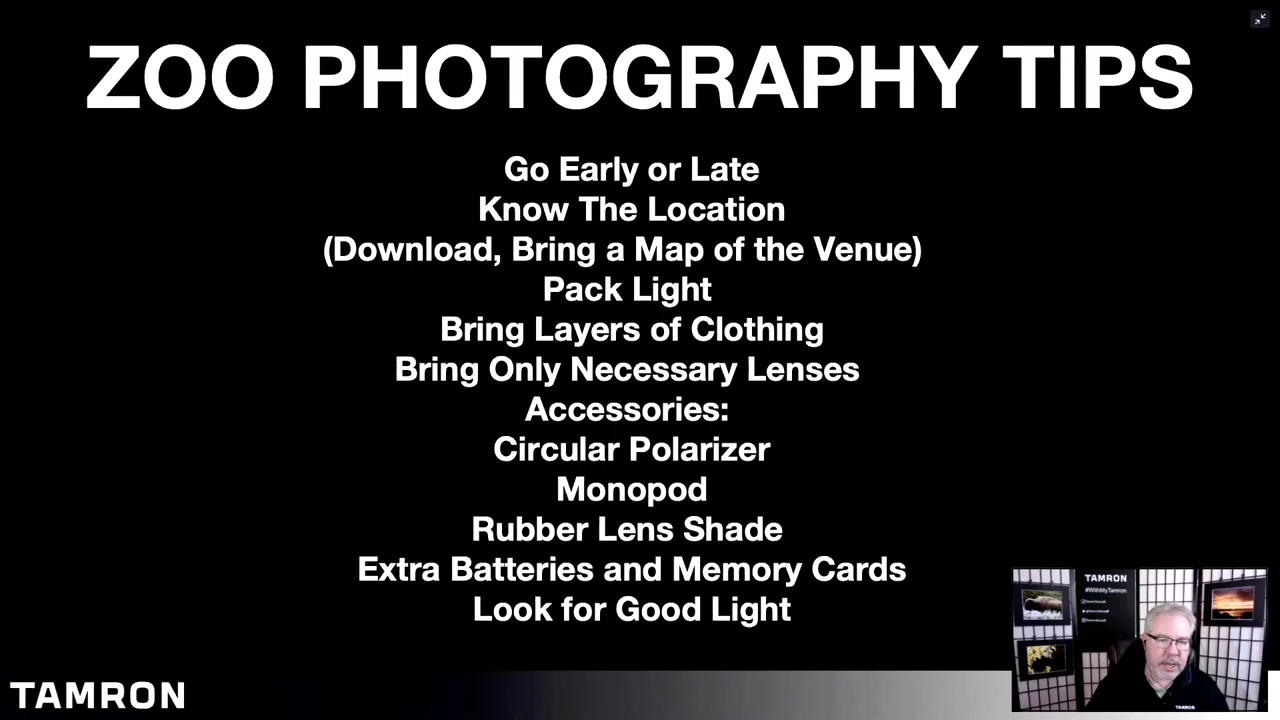 ZOO PHOTOGRAPHY TIPS
Go Early or Late
Know The Location
(Download, Bring a Map of the Venue)
Pack Light
Bring Layers of Clothing
Bring Only Necessary Lenses
Accessories:
Circular Polarizer
Monopod
Rubber Lens Shade
Extra Batteries and Memory Cards
Look for Good Light
TAMRON
TAMRON
#WithMyTamron
TAMRON